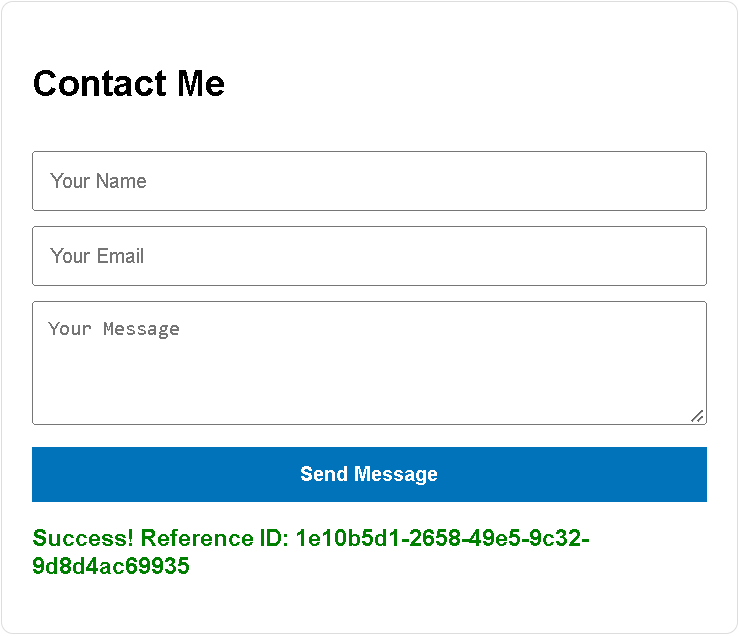 Contact Me
Your Name
Your Email
Your Message
Send Message
Success! Reference ID: 1e10b5d1-2658-49e5-9c32-
9d8d4ac69935